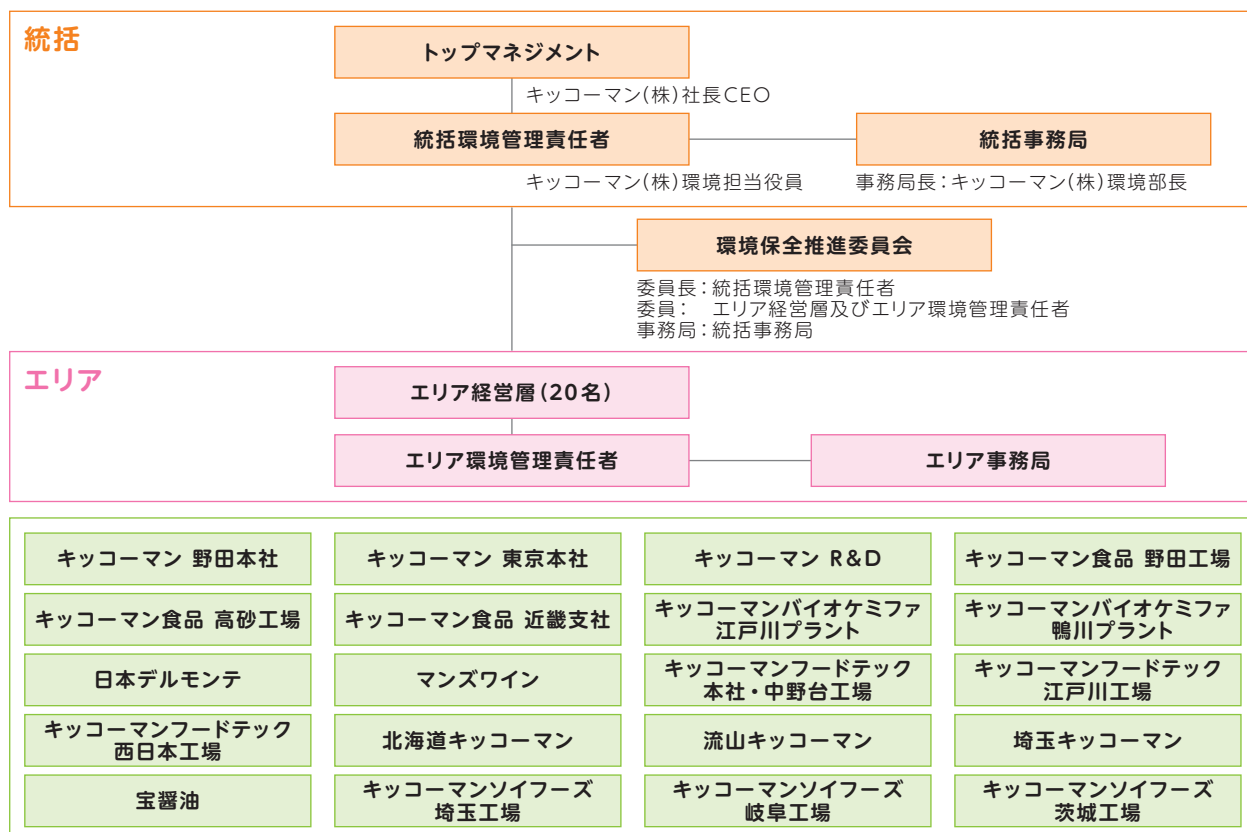 統括
トップマネジメント
キッコーマン(株)社長CEO
統括環境管理責任者
統括事務局
キッコーマン(株)環境担当役員
事務局長：キッコーマン(株)環境部長
環境保全推進委員会
委員長：統括環境管理責任者
委員： エリア経営層及びエリア環境管理責任者
事務局：統括事務局
エリア
エリア経営層(20名)
エリア環境管理責任者
エリア事務局
キッコーマン 野田本社
キッコーマン 東京本社
キッコーマン R&D
キッコーマン食品 野田工場
キッコーマン食品 高砂工場
キッコーマン食品 近畿支社
キッコーマンバイオケミファ
江戸川プラント
キッコーマンバイオケミファ
鴨川プラント
日本デルモンテ
マンズワイン
キッコーマンフードテック
本社・中野台工場
キッコーマンフードテック
江戸川工場
キッコーマンフードテック
西日本工場
北海道キッコーマン
流山キッコーマン
埼玉キッコーマン
宝醤油
キッコーマンソイフーズ
埼玉工場
キッコーマンソイフーズ
岐阜工場
キッコーマンソイフーズ
茨城工場